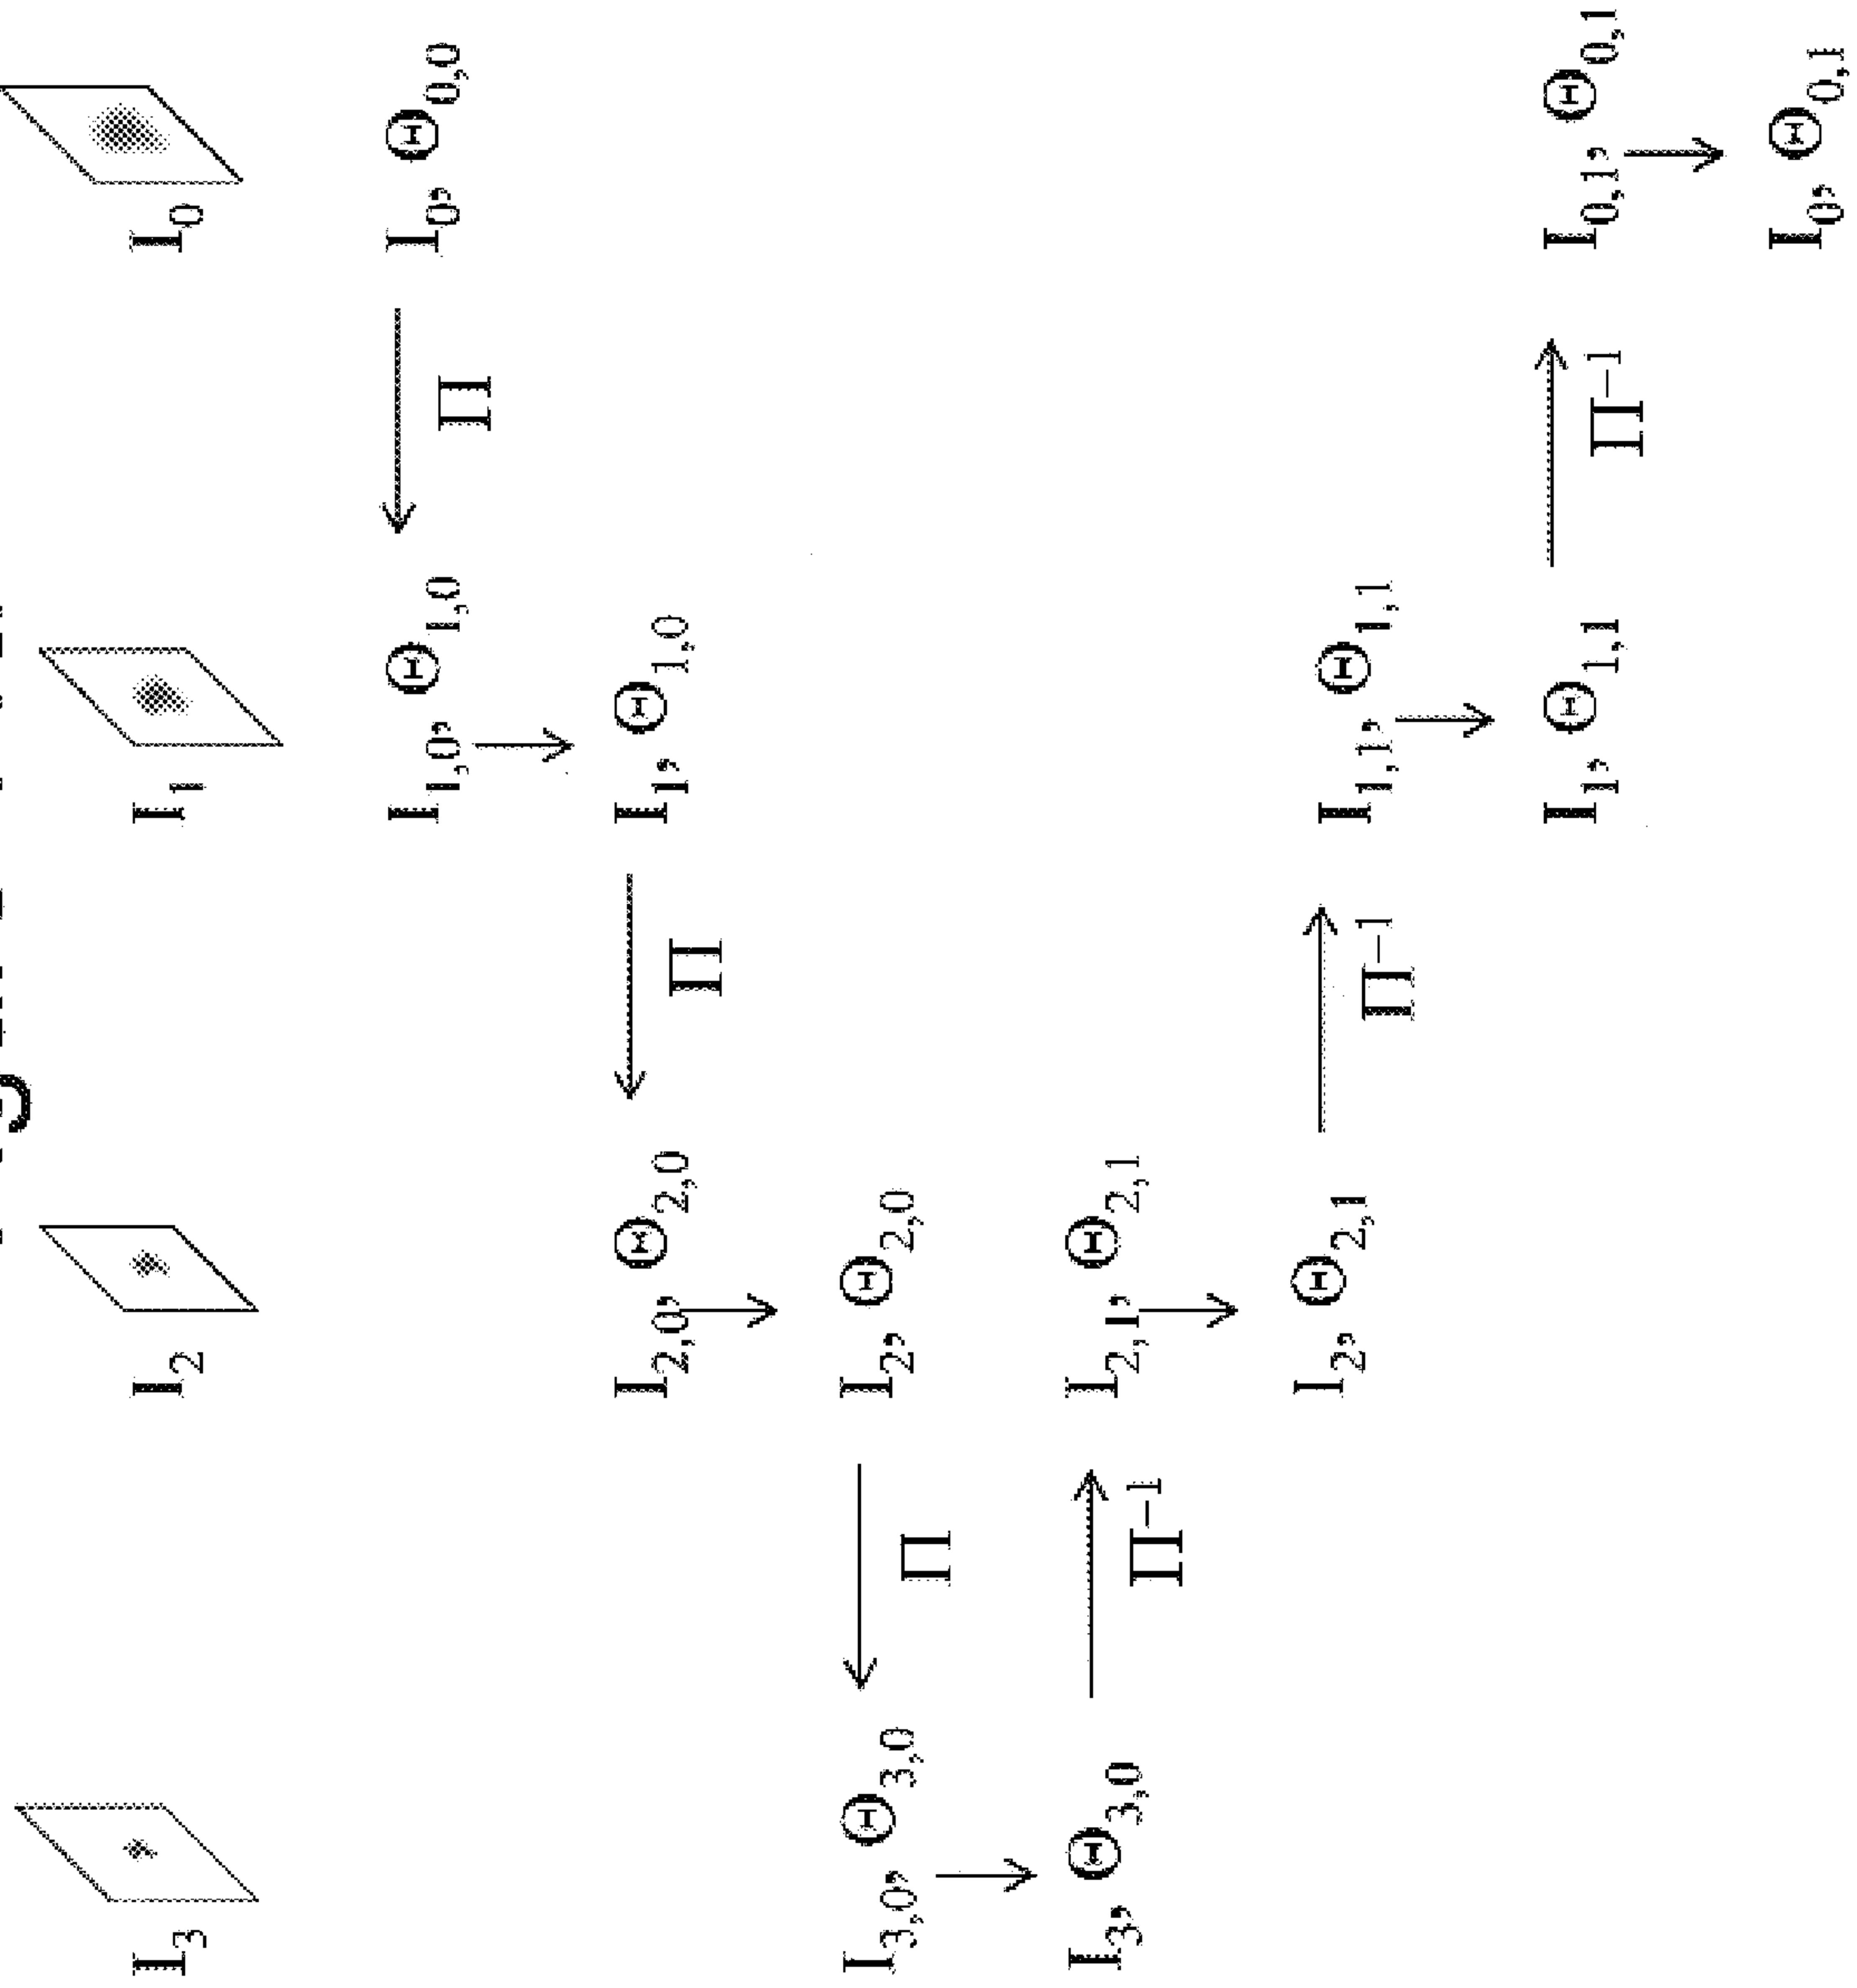 I3 I2 I1 I0
I1,0, Θ1,0 I0, Θ0,0
Π
I2,0, Θ2,0 I1, Θ1,0
Π
I3,0, Θ3,0 I2, Θ2,0
Π
I3, Θ3,0 I2,1, Θ2,1
Π−1
I2, Θ2,1 I1,1, Θ1,1
Π−1
I1, Θ1,1 I0,1, Θ0,1
Π−1
I0, Θ0,1